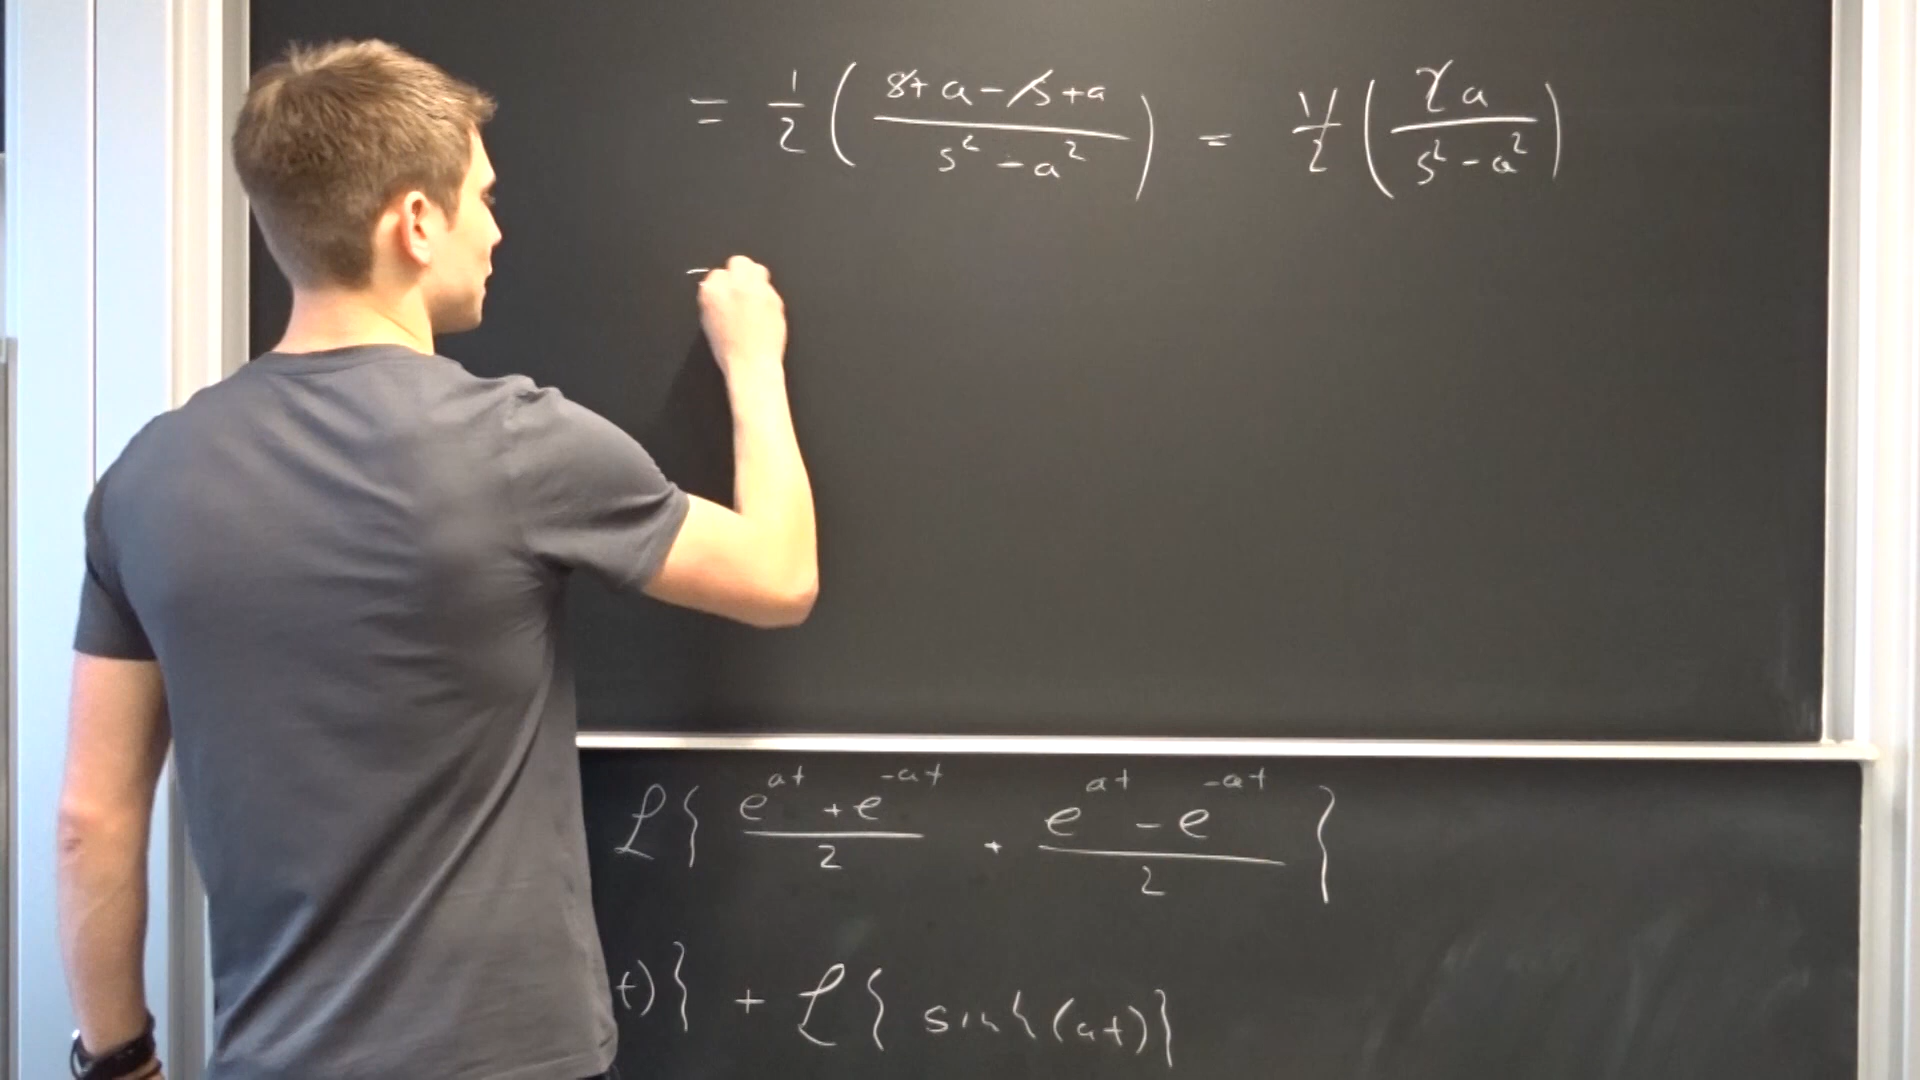 = 1/2 ( (s + a - s + a) / (s² - a²) ) = 1/2 ( 2a / (s² - a²) )
ℒ{ (e^{at} + e^{-at}) / 2 · (e^{at} - e^{-at}) / 2 }
t)} + ℒ{ sinh(at)}